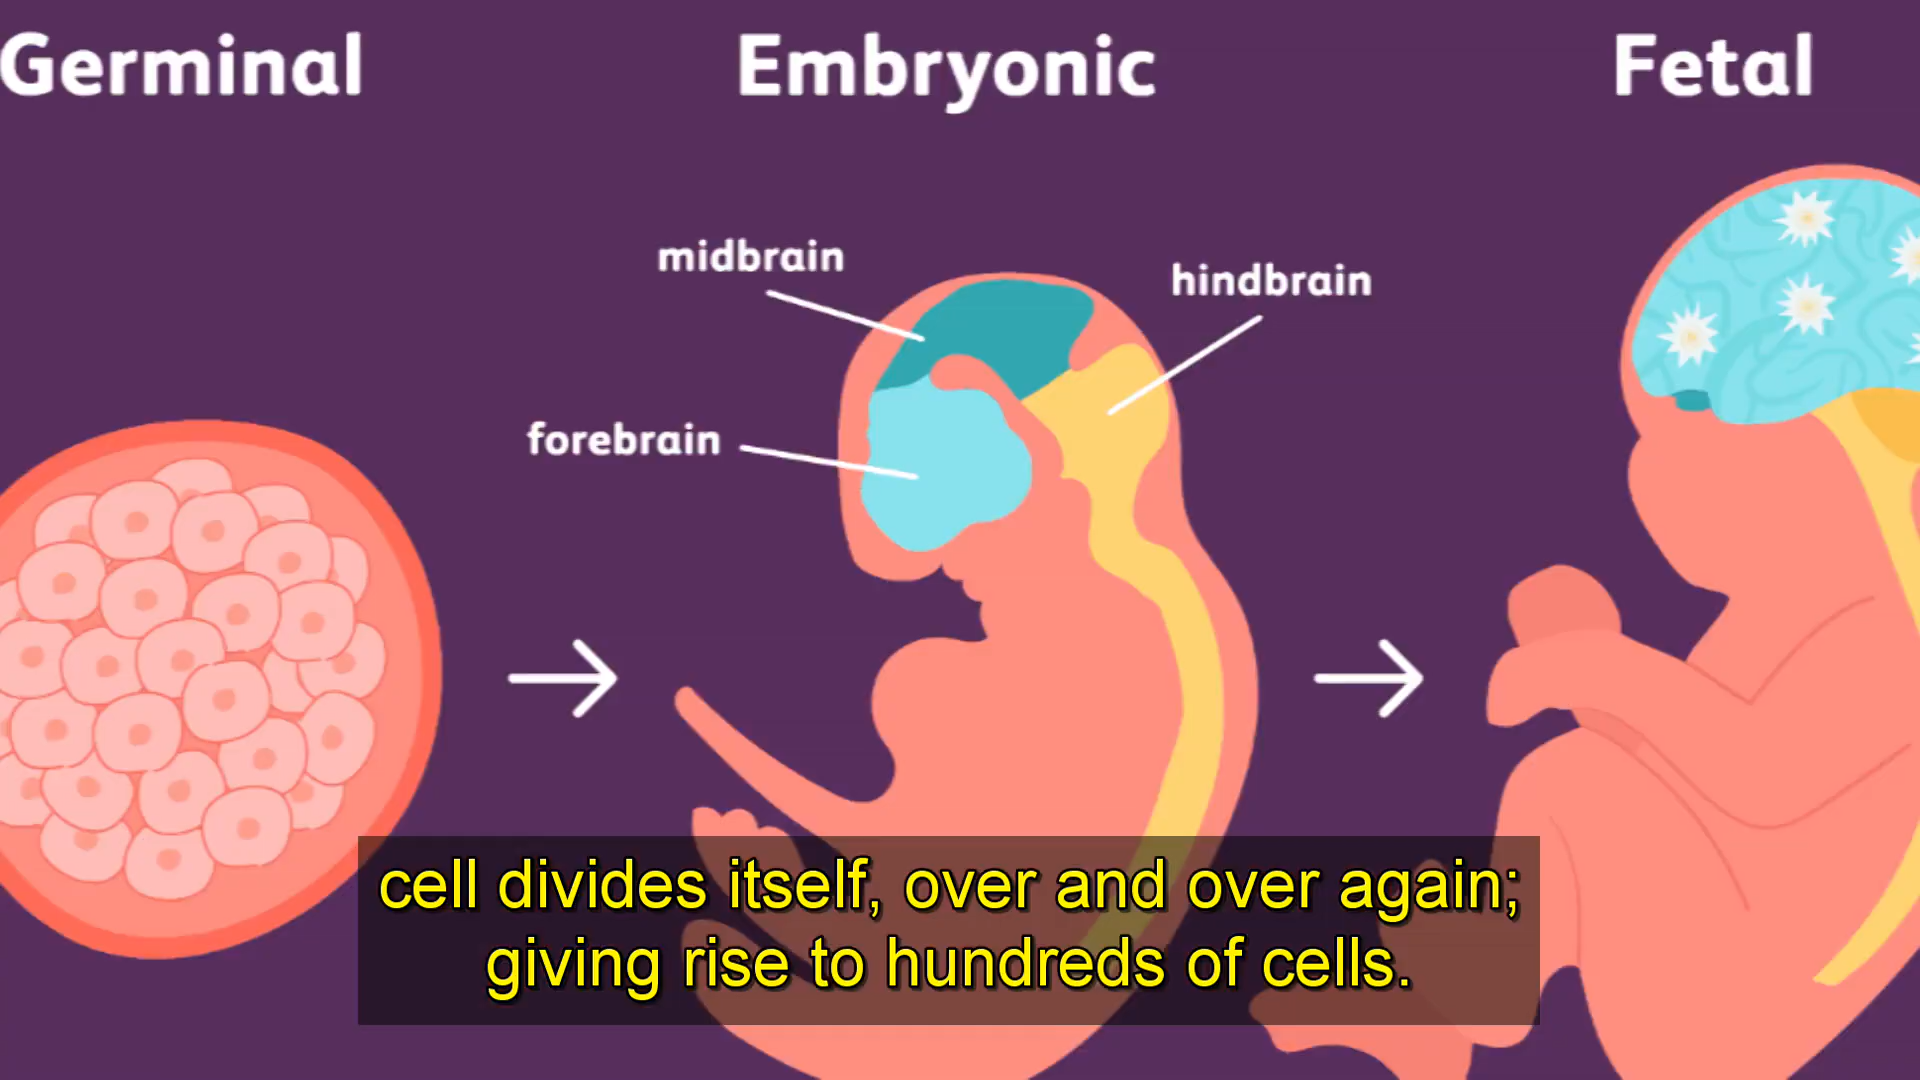 Germinal
Embryonic
Fetal
midbrain
hindbrain
forebrain
cell divides itself, over and over again;
giving rise to hundreds of cells.